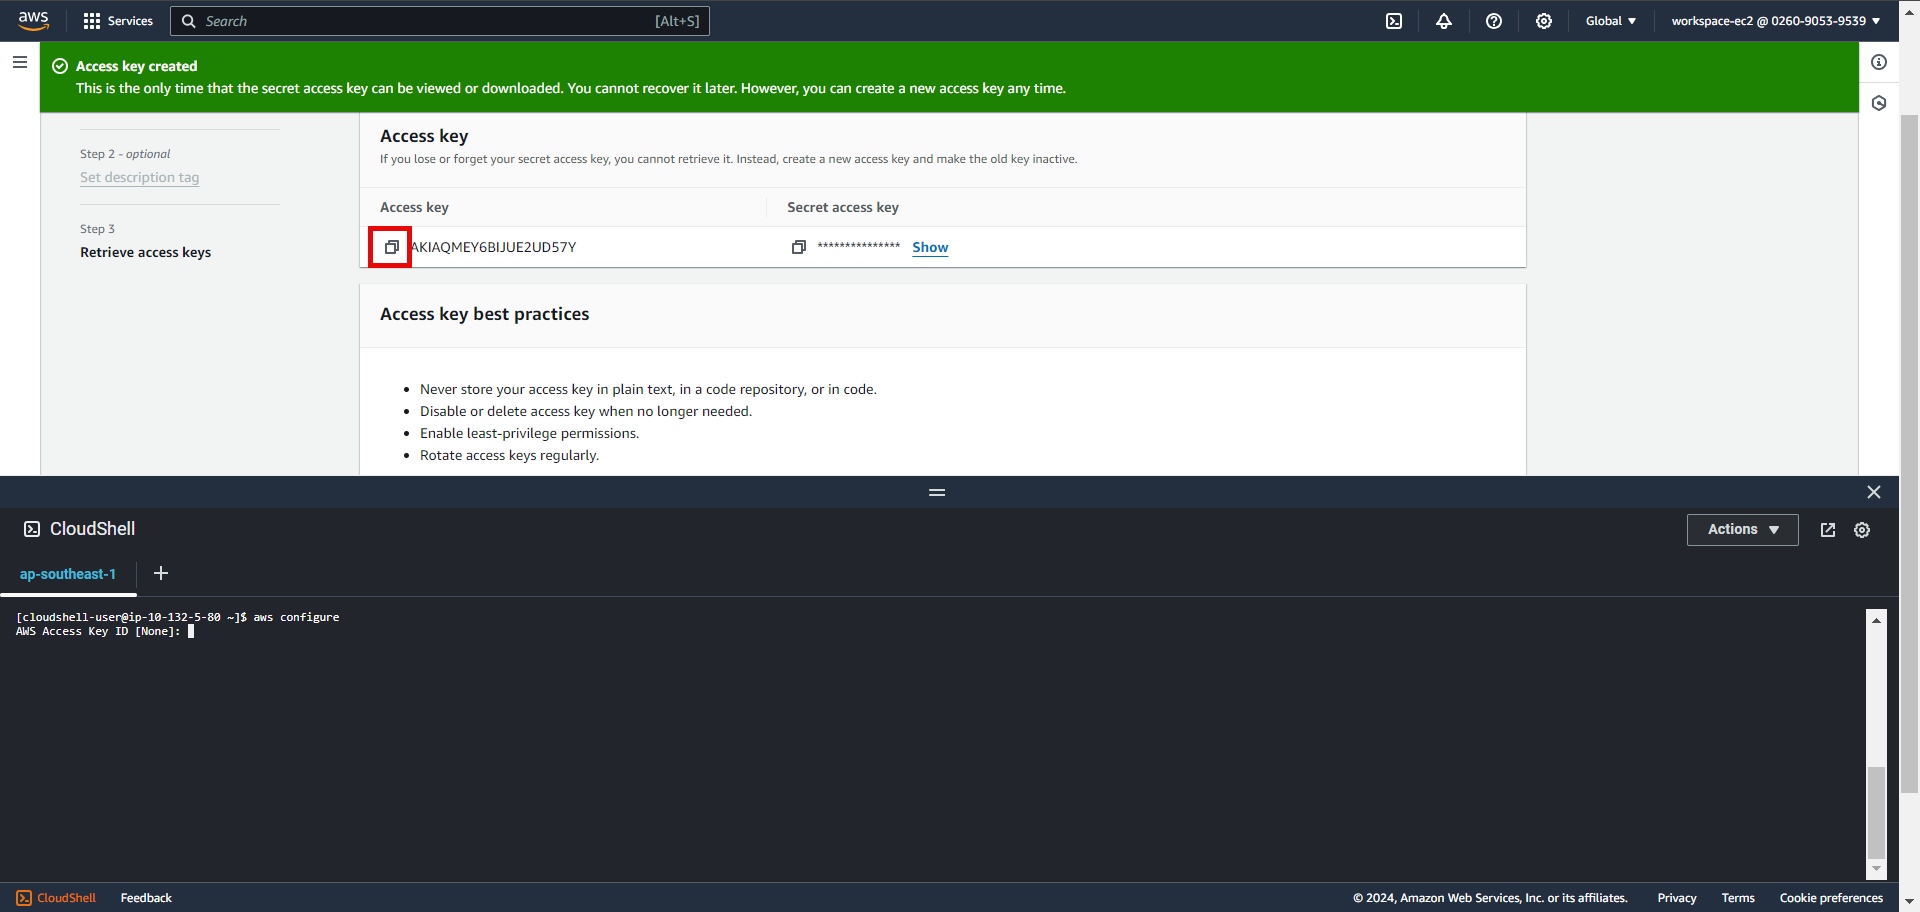 aws Services Search [Alt+S] Global workspace-ec2 @ 0260-9053-9539
Access key created
This is the only time that the secret access key can be viewed or downloaded. You cannot recover it later. However, you can create a new access key any time.
Step 2 - optional
Set description tag
Step 3
Retrieve access keys
Access key
If you lose or forget your secret access key, you cannot retrieve it. Instead, create a new access key and make the old key inactive.
Access key Secret access key
AKIAQMEY6BIJUE2UD57Y *************** Show
Access key best practices
• Never store your access key in plain text, in a code repository, or in code.
• Disable or delete access key when no longer needed.
• Enable least-privilege permissions.
• Rotate access keys regularly.
CloudShell Actions
ap-southeast-1 +
[cloudshell-user@ip-10-132-5-80 ~]$ aws configure
AWS Access Key ID [None]:
CloudShell Feedback © 2024, Amazon Web Services, Inc. or its affiliates. Privacy Terms Cookie preferences